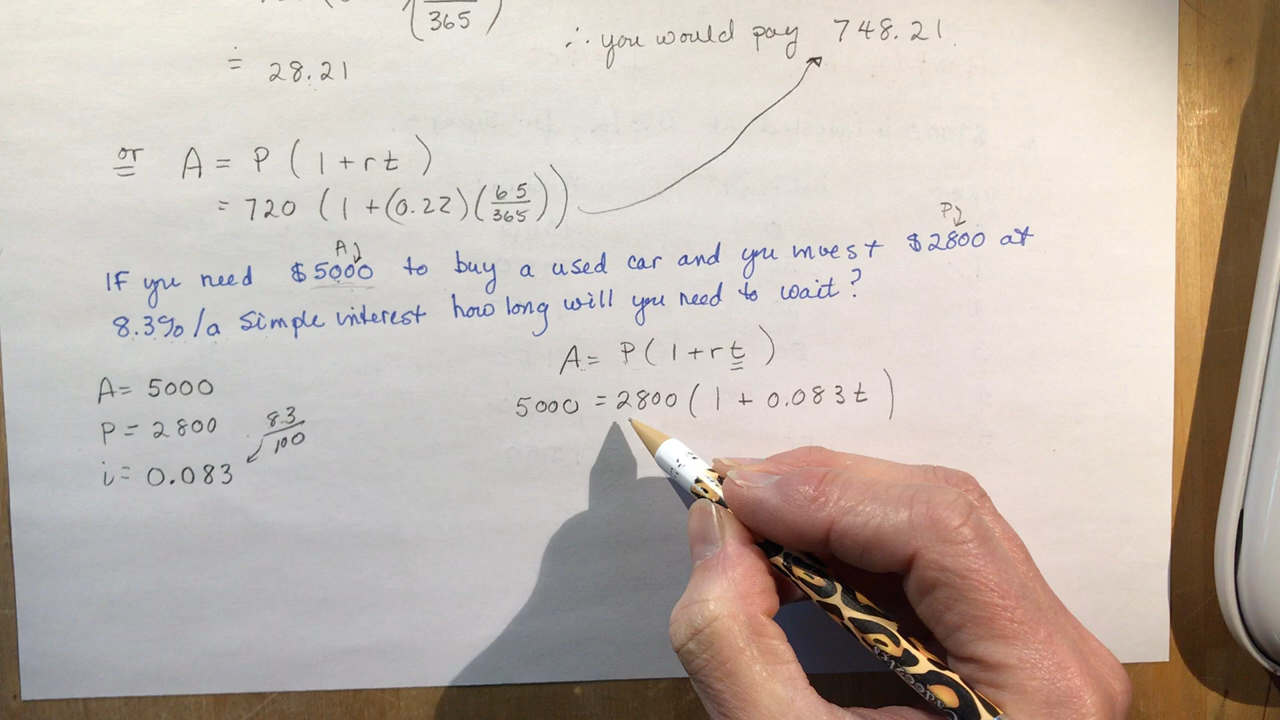 365
= 28.21
∴ you would pay 748.21.
or A = P ( 1 + r t )
= 720 ( 1 + (0.22) ( 65/365 ) )
A P
If you need $5000 to buy a used car and you invest $2800 at
8.3%/a simple interest how long will you need to wait?
A = P ( 1 + r t )
A = 5000
5000 = 2800 ( 1 + 0.083 t )
P = 2800
8.3/100
i = 0.083